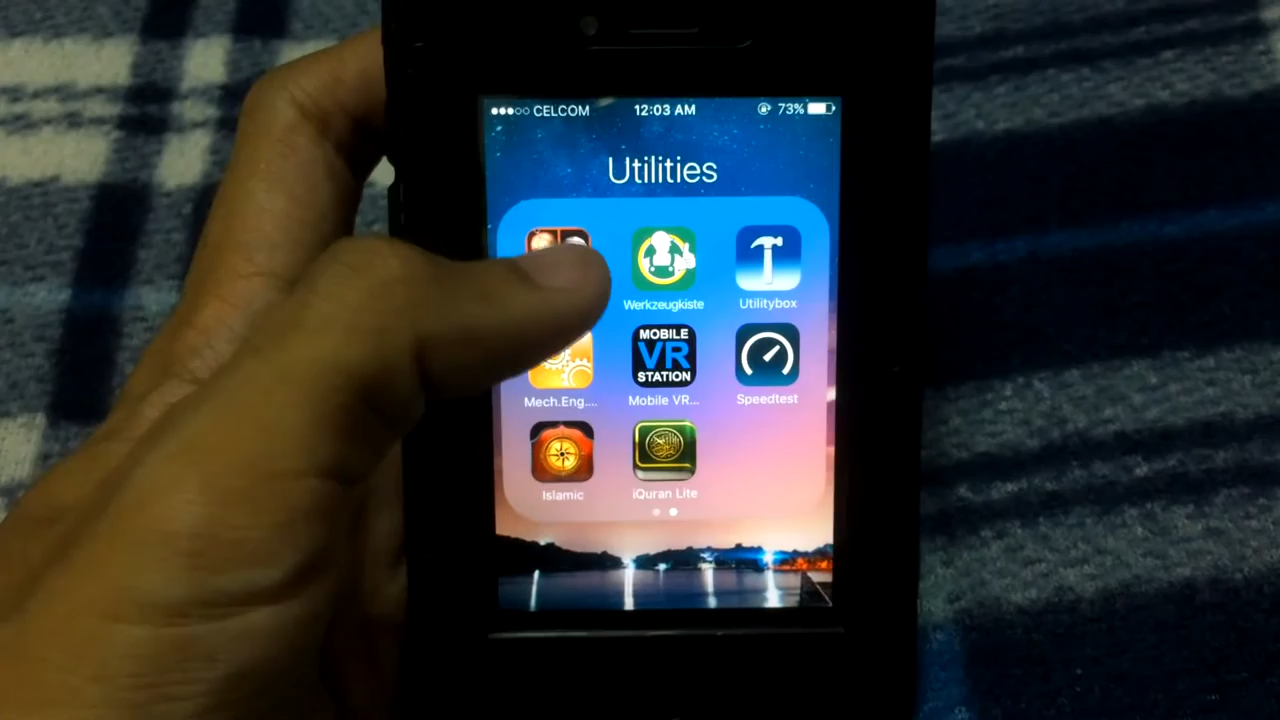 CELCOM 12:03 AM 73%
Utilities
Werkzeugkiste Utilitybox
MOBILE
VR
STATION
Mech.Eng.... Mobile VR... Speedtest
Islamic iQuran Lite